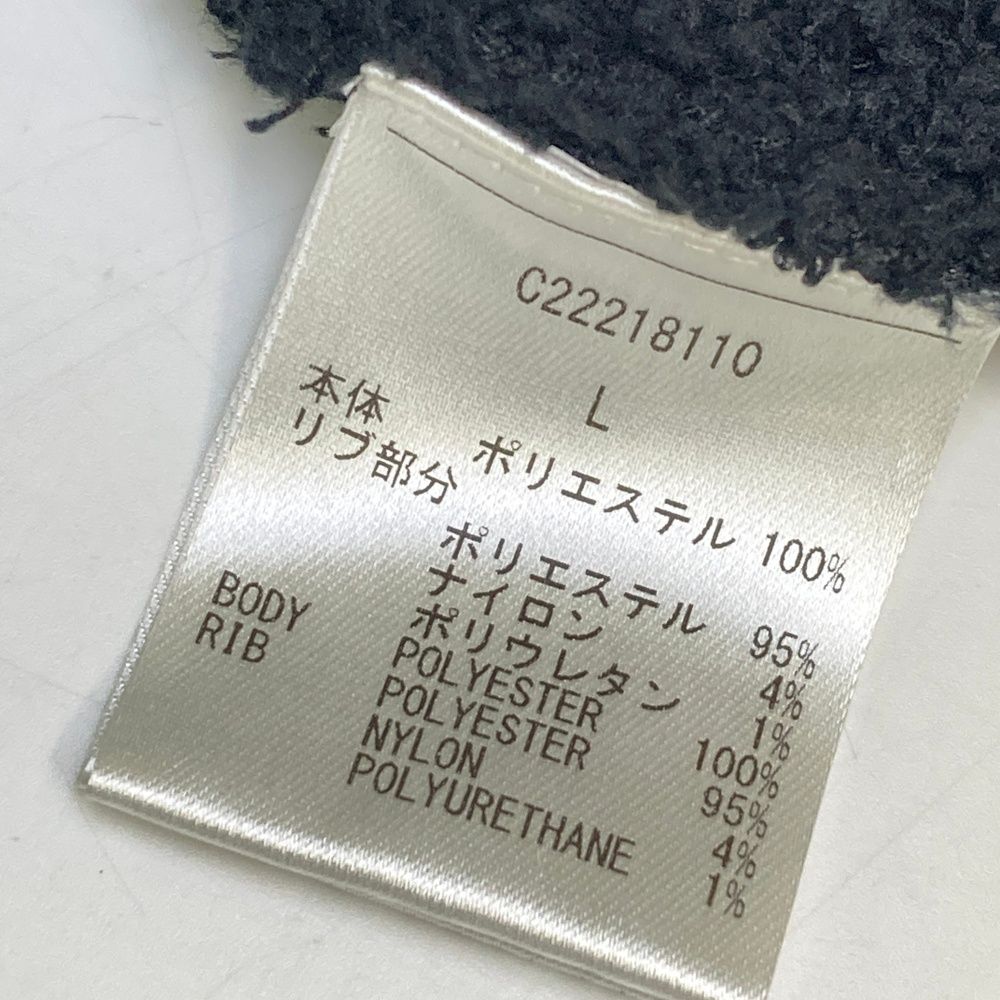 C22218110
L
本体 ポリエステル 100%
リブ部分
ポリエステル 95%
ナイロン 4%
ポリウレタン 1%
BODY POLYESTER 100%
RIB POLYESTER 95%
NYLON 4%
POLYURETHANE 1%